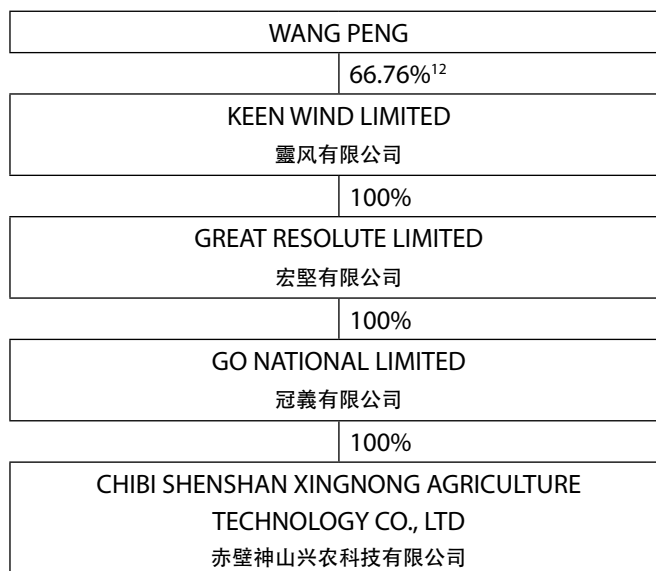 WANG PENG
66.76%¹²
KEEN WIND LIMITED
靈风有限公司
100%
GREAT RESOLUTE LIMITED
宏堅有限公司
100%
GO NATIONAL LIMITED
冠義有限公司
100%
CHIBI SHENSHAN XINGNONG AGRICULTURE
TECHNOLOGY CO., LTD
赤壁神山兴农科技有限公司